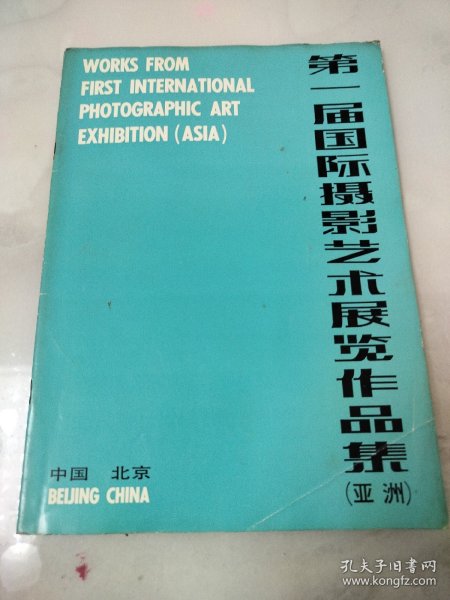 WORKS FROM
FIRST INTERNATIONAL
PHOTOGRAPHIC ART
EXHIBITION (ASIA)
第一届国际摄影艺术展览作品集
(亚洲)
中国 北京
BEIJING CHINA
孔夫子旧书网
www.kongfz.com